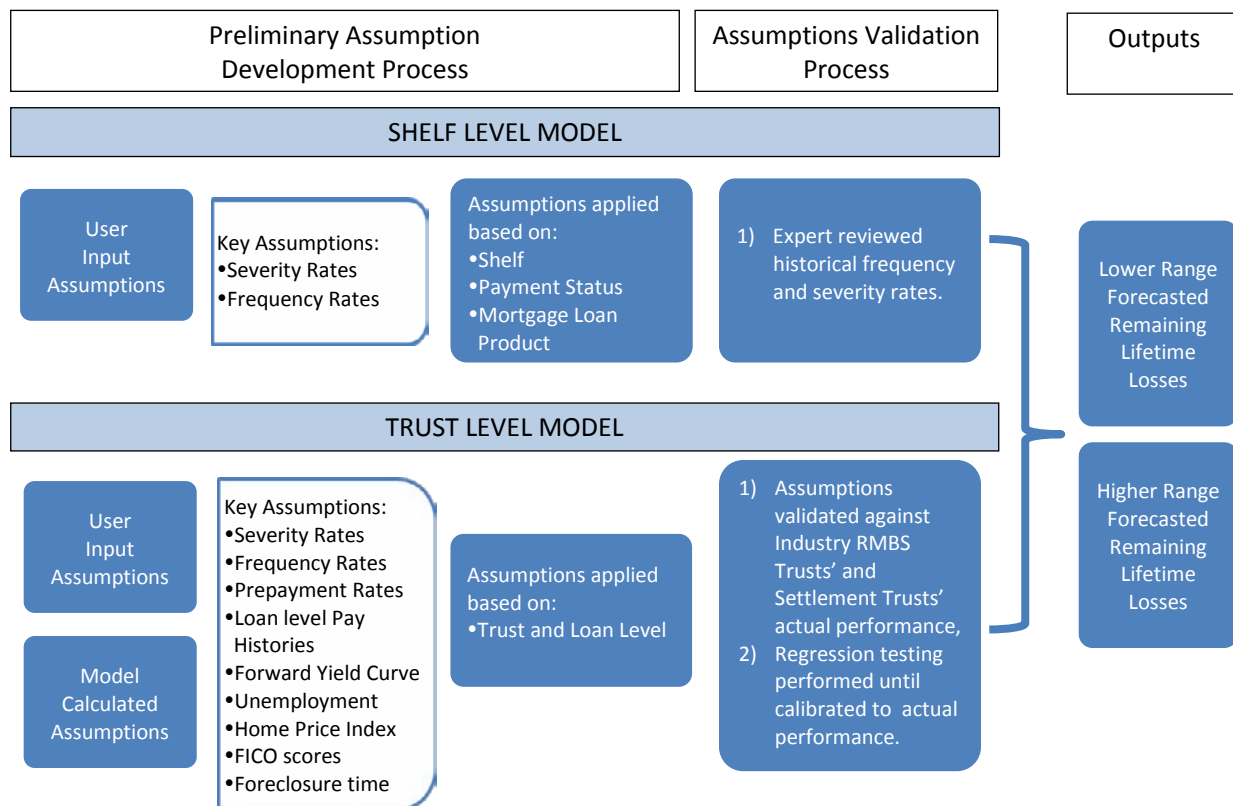 Preliminary Assumption
Development Process
Assumptions Validation
Process
Outputs
SHELF LEVEL MODEL
User
Input
Assumptions
Key Assumptions:
•Severity Rates
•Frequency Rates
Assumptions applied
based on:
•Shelf
•Payment Status
•Mortgage Loan
Product
1) Expert reviewed
historical frequency
and severity rates.
TRUST LEVEL MODEL
User
Input
Assumptions
Model
Calculated
Assumptions
Key Assumptions:
•Severity Rates
•Frequency Rates
•Prepayment Rates
•Loan level Pay
Histories
•Forward Yield Curve
•Unemployment
•Home Price Index
•FICO scores
•Foreclosure time
Assumptions applied
based on:
•Trust and Loan Level
1) Assumptions
validated against
Industry RMBS
Trusts’ and
Settlement Trusts’
actual performance,
2) Regression testing
performed until
calibrated to actual
performance.
Lower Range
Forecasted
Remaining
Lifetime
Losses
Higher Range
Forecasted
Remaining
Lifetime
Losses